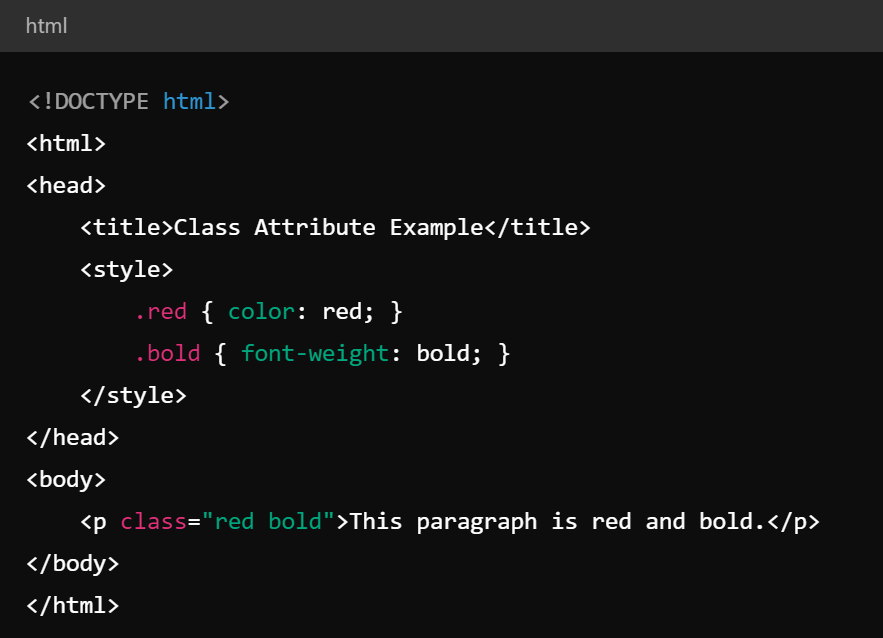 html
<!DOCTYPE html>
<html>
<head>
    <title>Class Attribute Example</title>
    <style>
        .red { color: red; }
        .bold { font-weight: bold; }
    </style>
</head>
<body>
    <p class="red bold">This paragraph is red and bold.</p>
</body>
</html>